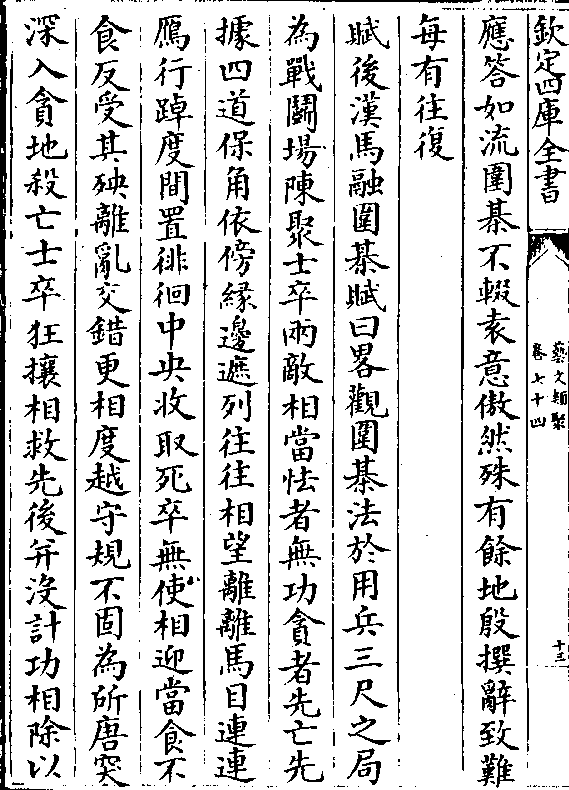 欽定四庫全書
藝文類聚
卷七十四
十三
應答如流圍棊不輟袁意傲然殊有餘地殷撰辭致難
每有往復
賦後漢馬融圍棊賦曰畧觀圍棊法於用兵三尺之局
為戰鬬場陳聚士卒兩敵相當怯者無功貪者先亡先
據四道保角依傍緣邊遮列往往相望離離馬目連連
鴈行踔度間置徘徊中央收取死卒無使相迎當食不
食反受其殃離亂交錯更相度越守規不固為所唐突
深入貪地殺亡士卒狂攘相救先後并没計功相除以